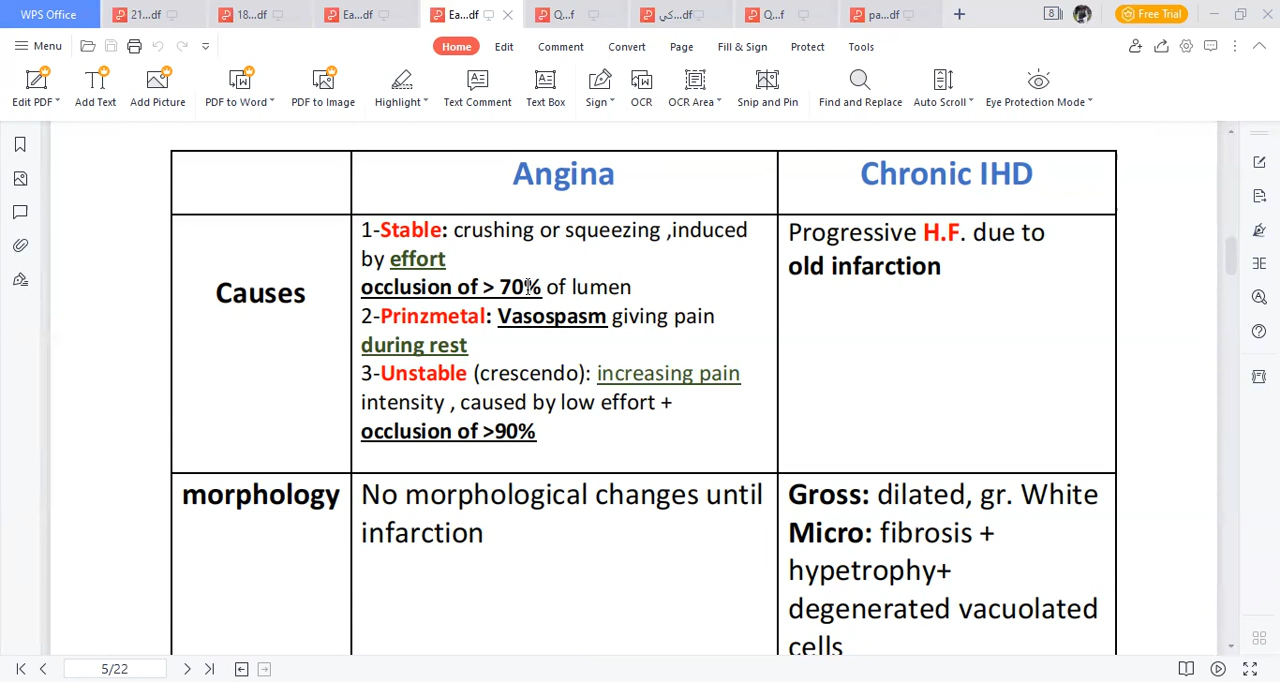 WPS Office
21...df
18...df
Ea...df
Ea...df
Q...f
كي...df
Q...f
pa...df
Free Trial
Menu
Home
Edit
Comment
Convert
Page
Fill & Sign
Protect
Tools
Edit PDF
Add Text
Add Picture
PDF to Word
PDF to Image
Highlight
Text Comment
Text Box
Sign
OCR
OCR Area
Snip and Pin
Find and Replace
Auto Scroll
Eye Protection Mode
Angina
Chronic IHD
Causes
1-Stable: crushing or squeezing ,induced
by effort
occlusion of > 70% of lumen
2-Prinzmetal: Vasospasm giving pain
during rest
3-Unstable (crescendo): increasing pain
intensity , caused by low effort +
occlusion of >90%
Progressive H.F. due to
old infarction
morphology
No morphological changes until
infarction
Gross: dilated, gr. White
Micro: fibrosis +
hypetrophy+
degenerated vacuolated
cells
5/22